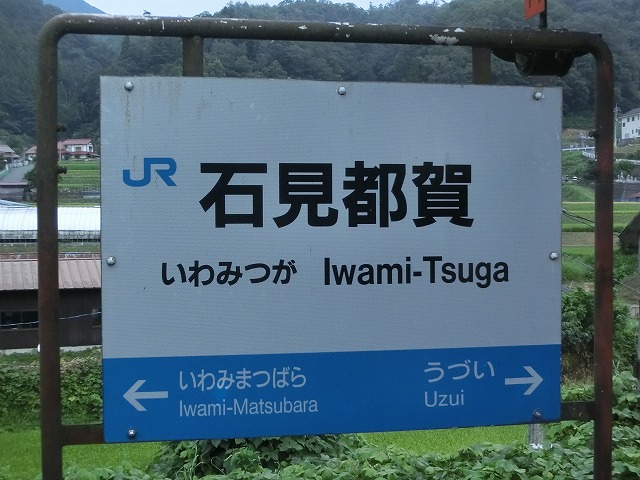 JR 石見都賀
いわみつが Iwami-Tsuga
いわみまつばら うづい
← Iwami-Matsubara Uzui →